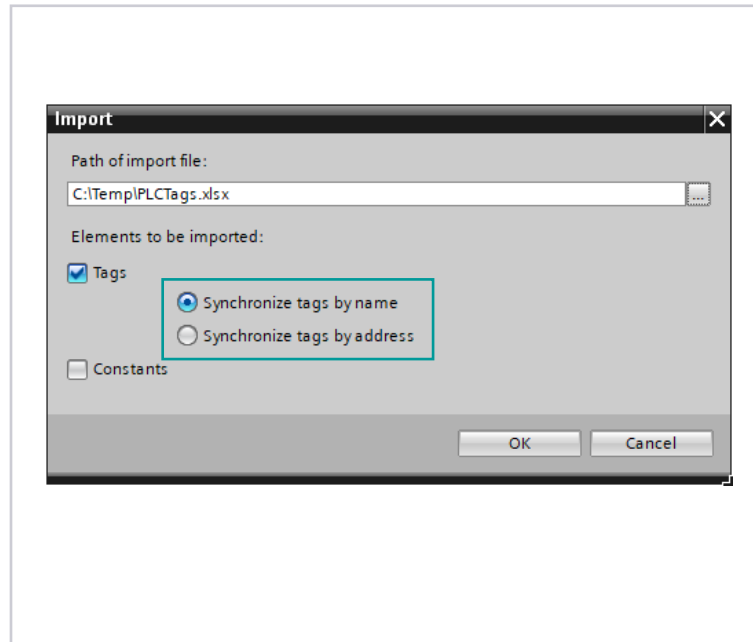 Import
Path of import file:
C:\Temp\PLCTags.xlsx
...
Elements to be imported:
Tags
Synchronize tags by name
Synchronize tags by address
Constants
OK Cancel